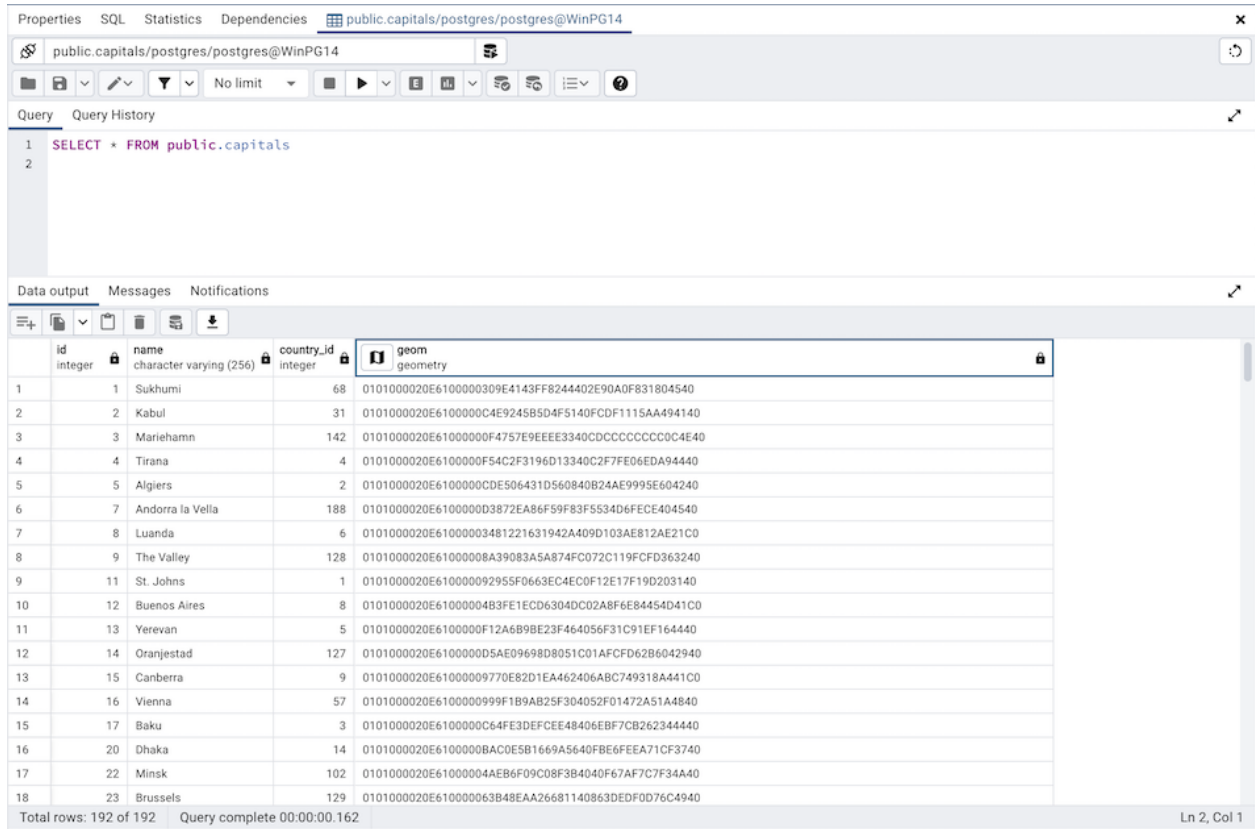 Properties SQL Statistics Dependencies public.capitals/postgres/postgres@WinPG14
public.capitals/postgres/postgres@WinPG14
No limit
Query Query History
1 SELECT * FROM public.capitals
2
Data output Messages Notifications
id name country_id geom
integer character varying (256) integer geometry
1 1 Sukhumi 68 0101000020E6100000309E4143FF8244402E90A0F831804540
2 2 Kabul 31 0101000020E6100000C4E9245B5D4F5140FCDF1115AA494140
3 3 Mariehamn 142 0101000020E61000000F4757E9EEEE3340CDCCCCCCCC0C4E40
4 4 Tirana 4 0101000020E6100000F54C2F3196D13340C2F7FE06EDA94440
5 5 Algiers 2 0101000020E6100000CDE506431D560840B24AE9995E604240
6 7 Andorra la Vella 188 0101000020E6100000D3872EA86F59F83F5534D6FECE404540
7 8 Luanda 6 0101000020E61000003481221631942A409D103AE812AE21C0
8 9 The Valley 128 0101000020E61000008A39083A5A874FC072C119FCFD363240
9 11 St. Johns 1 0101000020E610000092955F0663EC4EC0F12E17F19D203140
10 12 Buenos Aires 8 0101000020E61000004B3FE1ECD6304DC02A8F6E84454D41C0
11 13 Yerevan 5 0101000020E6100000F12A6B9BE23F464056F31C91EF164440
12 14 Oranjestad 127 0101000020E6100000D5AE09698D8051C01AFCFD62B6042940
13 15 Canberra 9 0101000020E61000009770E82D1EA462406ABC749318A441C0
14 16 Vienna 57 0101000020E6100000999F1B9AB25F304052F01472A51A4840
15 17 Baku 3 0101000020E6100000C64FE3DEFCEE48406EBF7CB262344440
16 20 Dhaka 14 0101000020E6100000BAC0E5B1669A5640FBE6FEEA71CF3740
17 22 Minsk 102 0101000020E61000004AEB6F09C08F3B4040F67AF7C7F34A40
18 23 Brussels 129 0101000020E610000063B48EAA26681140863DEDF0D76C4940
Total rows: 192 of 192 Query complete 00:00:00.162 Ln 2, Col 1